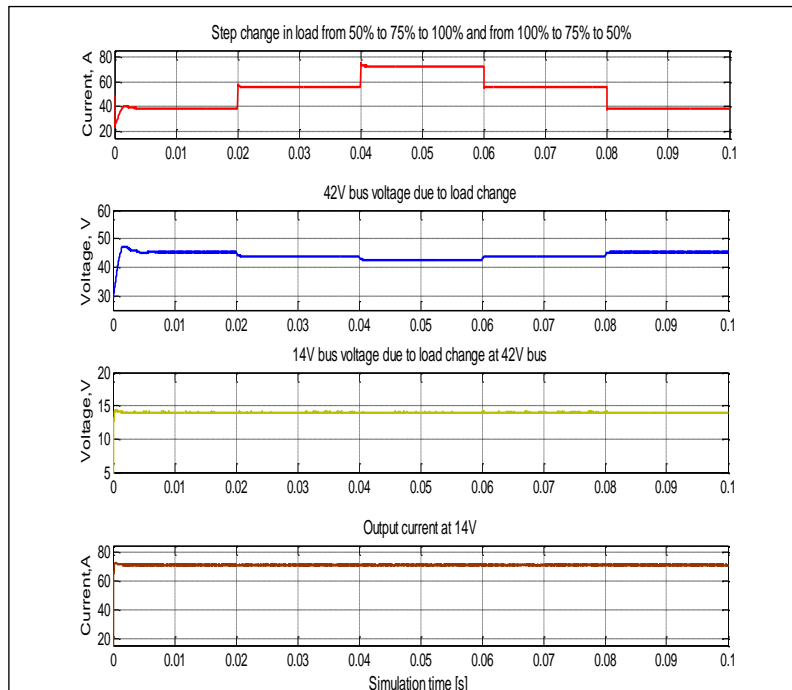 Step change in load from 50% to 75% to 100% and from 100% to 75% to 50%
Current, A
80
60
40
20
0 0.01 0.02 0.03 0.04 0.05 0.06 0.07 0.08 0.09 0.1
42V bus voltage due to load change
Voltage, V
60
50
40
30
0 0.01 0.02 0.03 0.04 0.05 0.06 0.07 0.08 0.09 0.1
14V bus voltage due to load change at 42V bus
Voltage,V
20
15
10
5
0 0.01 0.02 0.03 0.04 0.05 0.06 0.07 0.08 0.09 0.1
Output current at 14V
Current,A
80
60
40
20
0 0.01 0.02 0.03 0.04 0.05 0.06 0.07 0.08 0.09 0.1
Simulation time [s]